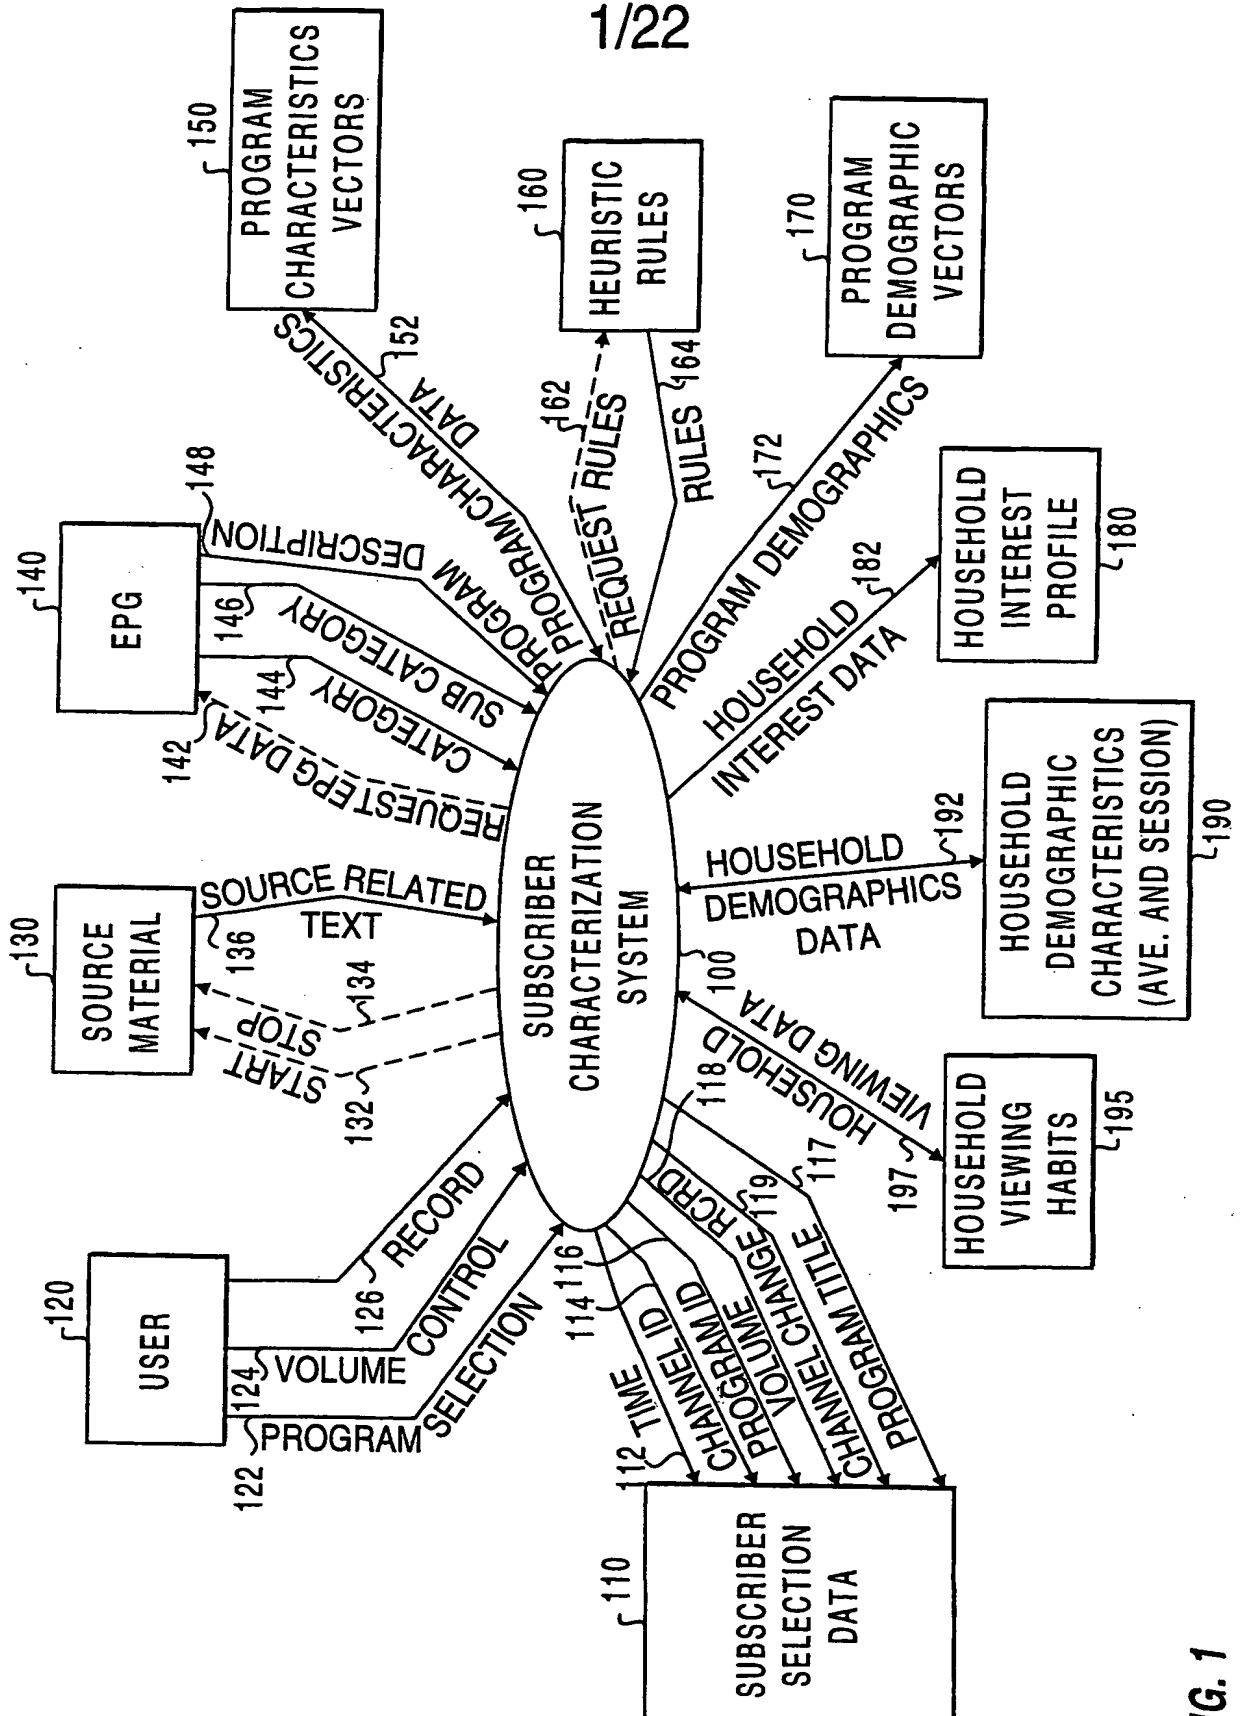 1/22
120
USER
122
PROGRAM
SELECTION
124
VOLUME
CONTROL
126
RECORD
130
SOURCE
MATERIAL
START
132
STOP
134
136
SOURCE RELATED
TEXT
140
EPG
142
REQUEST EPG DATA
144
CATEGORY
146
SUB CATEGORY
148
PROGRAM DESCRIPTION
150
PROGRAM
CHARACTERISTICS
VECTORS
PROGRAM CHARACTERISTICS
DATA
152
160
HEURISTIC
RULES
162
REQUEST RULES
164
RULES
170
PROGRAM
DEMOGRAPHIC
VECTORS
172
PROGRAM DEMOGRAPHICS
HOUSEHOLD
INTEREST DATA
182
HOUSEHOLD
INTEREST
PROFILE
180
HOUSEHOLD
DEMOGRAPHICS
DATA
192
HOUSEHOLD
DEMOGRAPHIC
CHARACTERISTICS
(AVE. AND SESSION)
190
HOUSEHOLD
VIEWING DATA
197
HOUSEHOLD
VIEWING
HABITS
195
SUBSCRIBER
CHARACTERIZATION
SYSTEM
100
110
SUBSCRIBER
SELECTION
DATA
112
TIME
114
CHANNEL ID
116
PROGRAM ID
118
VOLUME
CHANGE RCRD
119
CHANNEL CHANGE
117
PROGRAM TITLE
IG. 1